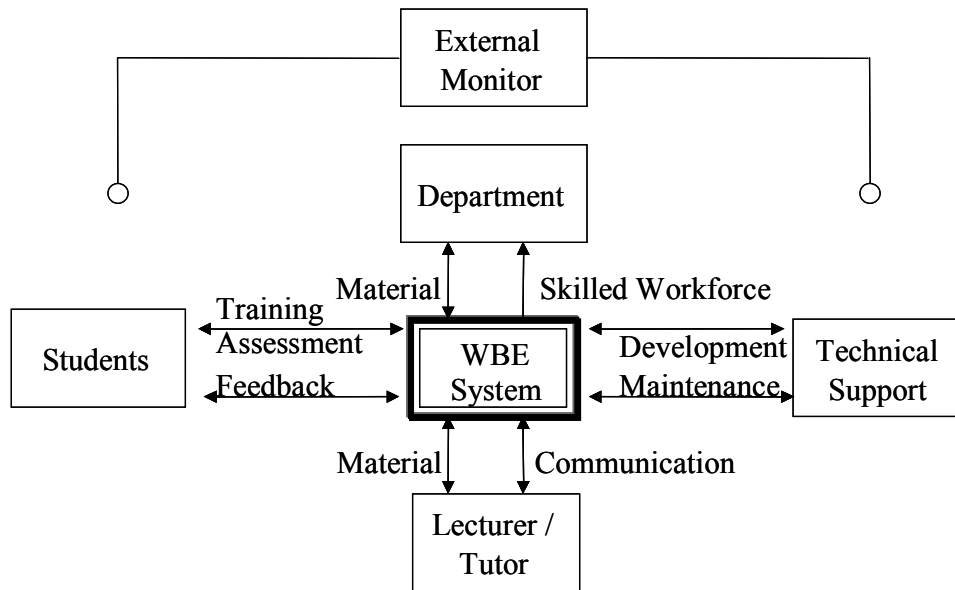 External
Monitor
Department
Material
Skilled Workforce
Training
Assessment
Feedback
Students
WBE
System
Development
Maintenance
Technical
Support
Material
Communication
Lecturer /
Tutor